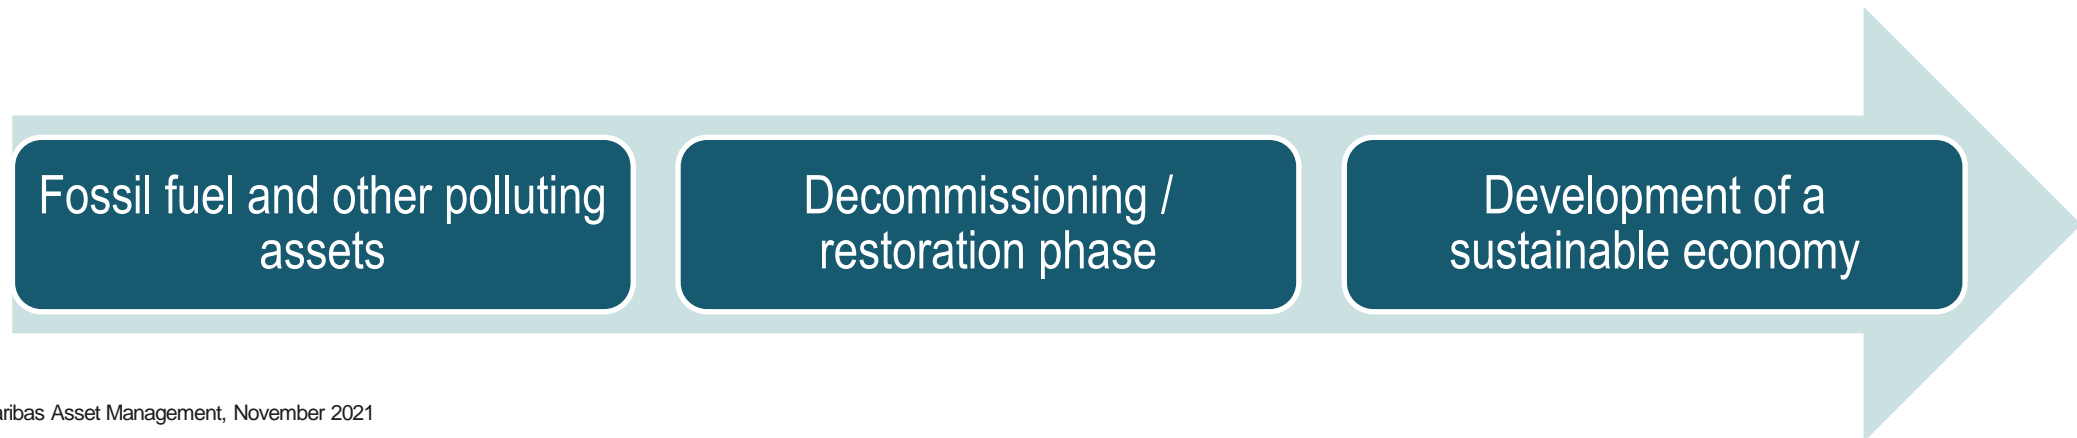 Fossil fuel and other polluting
assets
Decommissioning /
restoration phase
Development of a
sustainable economy
aribas Asset Management, November 2021